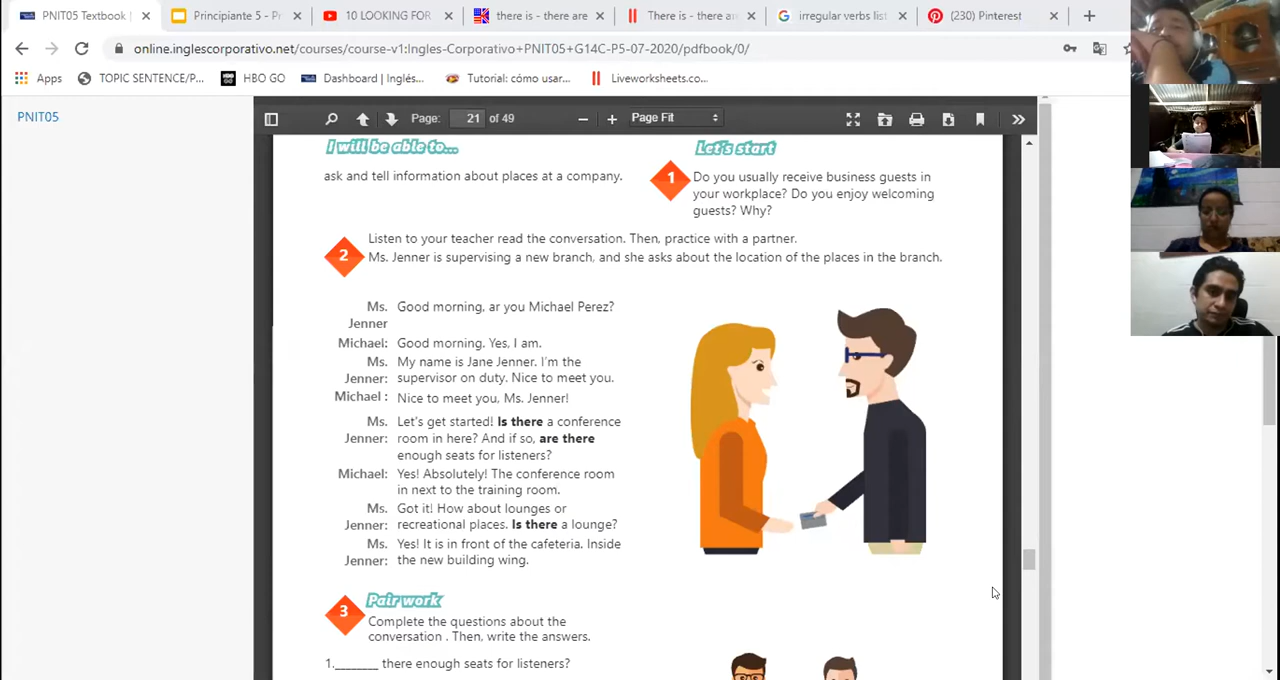 PNIT05 Textbook
Principiante 5 - P
10 LOOKING FOR
there is - there are
There is - there a
irregular verbs list
(230) Pinterest
online.inglescorporativo.net/courses/course-v1:Ingles-Corporativo+PNIT05+G14C-P5-07-2020/pdfbook/0/
Apps
TOPIC SENTENCE/P...
HBO GO
Dashboard | Inglés...
Tutorial: cómo usar...
Liveworksheets.co...
PNIT05
Page: 21 of 49
Page Fit
I will be able to...
ask and tell information about places at a company.
Let's start
1
Do you usually receive business guests in
your workplace? Do you enjoy welcoming
guests? Why?
2
Listen to your teacher read the conversation. Then, practice with a partner.
Ms. Jenner is supervising a new branch, and she asks about the location of the places in the branch.
Ms. Good morning, ar you Michael Perez?
Jenner
Michael: Good morning. Yes, I am.
Ms. My name is Jane Jenner. I'm the
Jenner: supervisor on duty. Nice to meet you.
Michael : Nice to meet you, Ms. Jenner!
Ms. Let's get started! Is there a conference
Jenner: room in here? And if so, are there
enough seats for listeners?
Michael: Yes! Absolutely! The conference room
in next to the training room.
Ms. Got it! How about lounges or
Jenner: recreational places. Is there a lounge?
Ms. Yes! It is in front of the cafeteria. Inside
Jenner: the new building wing.
3
Pair work
Complete the questions about the
conversation . Then, write the answers.
1.________ there enough seats for listeners?